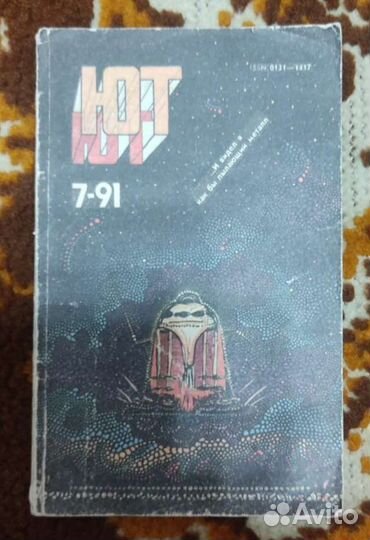 ЮТ
ISSN 0131—1417
7-91
...И видел я
как бы пылающий металл
Avito